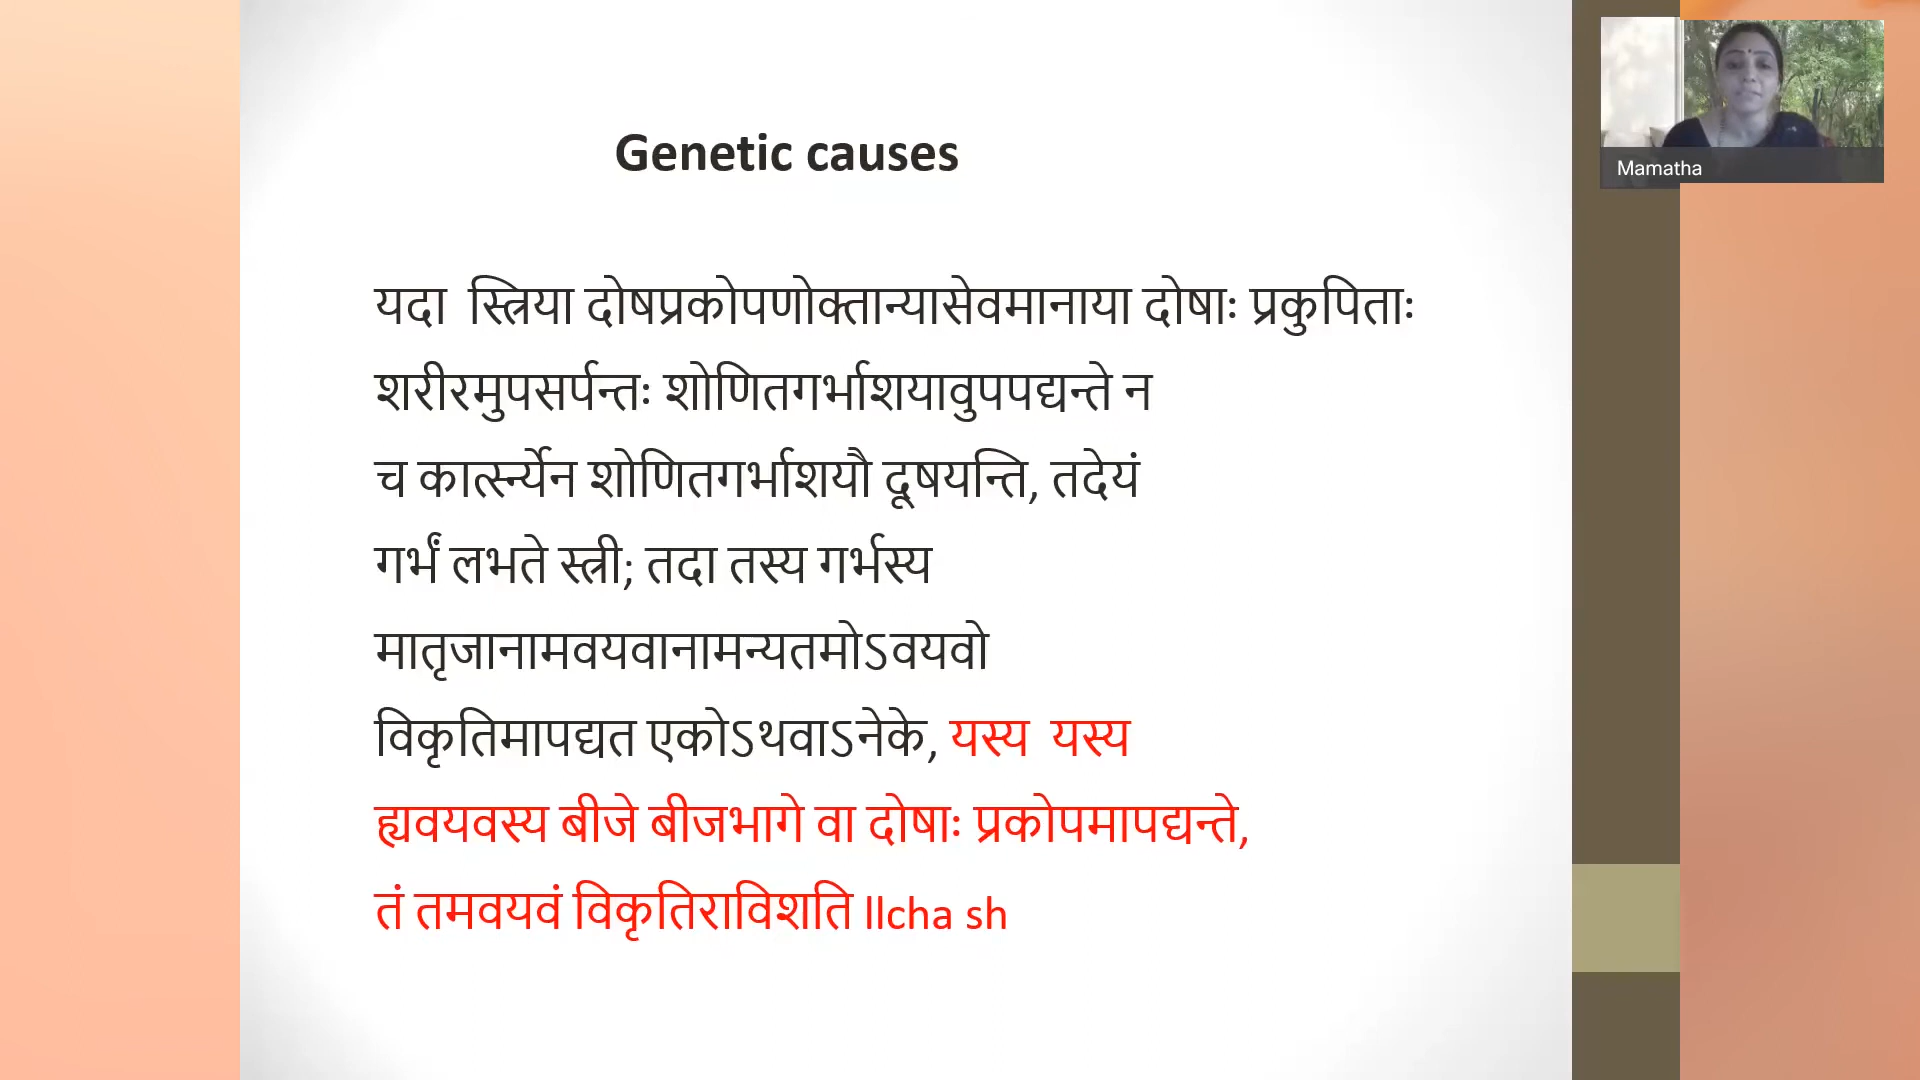 Genetic causes
Mamatha
यदा स्त्रिया दोषप्रकोपणोक्तान्यासेवमानाया दोषाः प्रकुपिताः
शरीरमुपसर्पन्तः शोणितगर्भाशयावुपपद्यन्ते न
च कार्त्स्न्येन शोणितगर्भाशयौ दूषयन्ति, तदेयं
गर्भं लभते स्त्री; तदा तस्य गर्भस्य
मातृजानामवयवानामन्यतमोऽवयवो
विकृतिमापद्यत एकोऽथवाऽनेके, यस्य यस्य
ह्यवयवस्य बीजे बीजभागे वा दोषाः प्रकोपमापद्यन्ते,
तं तमवयवं विकृतिराविशति llcha sh